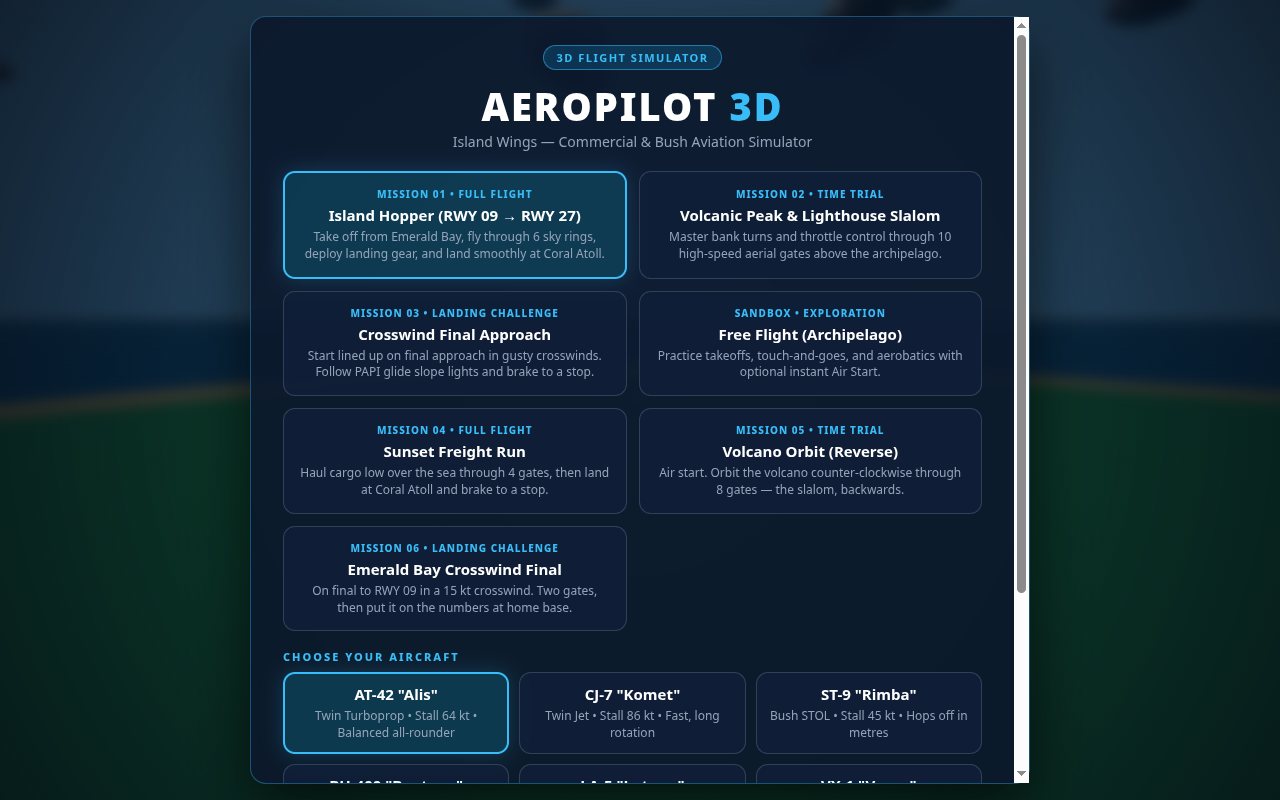 3D FLIGHT SIMULATOR
AEROPILOT 3D
Island Wings — Commercial & Bush Aviation Simulator
MISSION 01 • FULL FLIGHT
Island Hopper (RWY 09 → RWY 27)
Take off from Emerald Bay, fly through 6 sky rings,
deploy landing gear, and land smoothly at Coral Atoll.
MISSION 02 • TIME TRIAL
Volcanic Peak & Lighthouse Slalom
Master bank turns and throttle control through 10
high-speed aerial gates above the archipelago.
MISSION 03 • LANDING CHALLENGE
Crosswind Final Approach
Start lined up on final approach in gusty crosswinds.
Follow PAPI glide slope lights and brake to a stop.
SANDBOX • EXPLORATION
Free Flight (Archipelago)
Practice takeoffs, touch-and-goes, and aerobatics with
optional instant Air Start.
MISSION 04 • FULL FLIGHT
Sunset Freight Run
Haul cargo low over the sea through 4 gates, then land
at Coral Atoll and brake to a stop.
MISSION 05 • TIME TRIAL
Volcano Orbit (Reverse)
Air start. Orbit the volcano counter-clockwise through
8 gates — the slalom, backwards.
MISSION 06 • LANDING CHALLENGE
Emerald Bay Crosswind Final
On final to RWY 09 in a 15 kt crosswind. Two gates,
then put it on the numbers at home base.
CHOOSE YOUR AIRCRAFT
AT-42 "Alis"
Twin Turboprop • Stall 64 kt •
Balanced all-rounder
CJ-7 "Komet"
Twin Jet • Stall 86 kt • Fast, long
rotation
ST-9 "Rimba"
Bush STOL • Stall 45 kt • Hops off in
metres